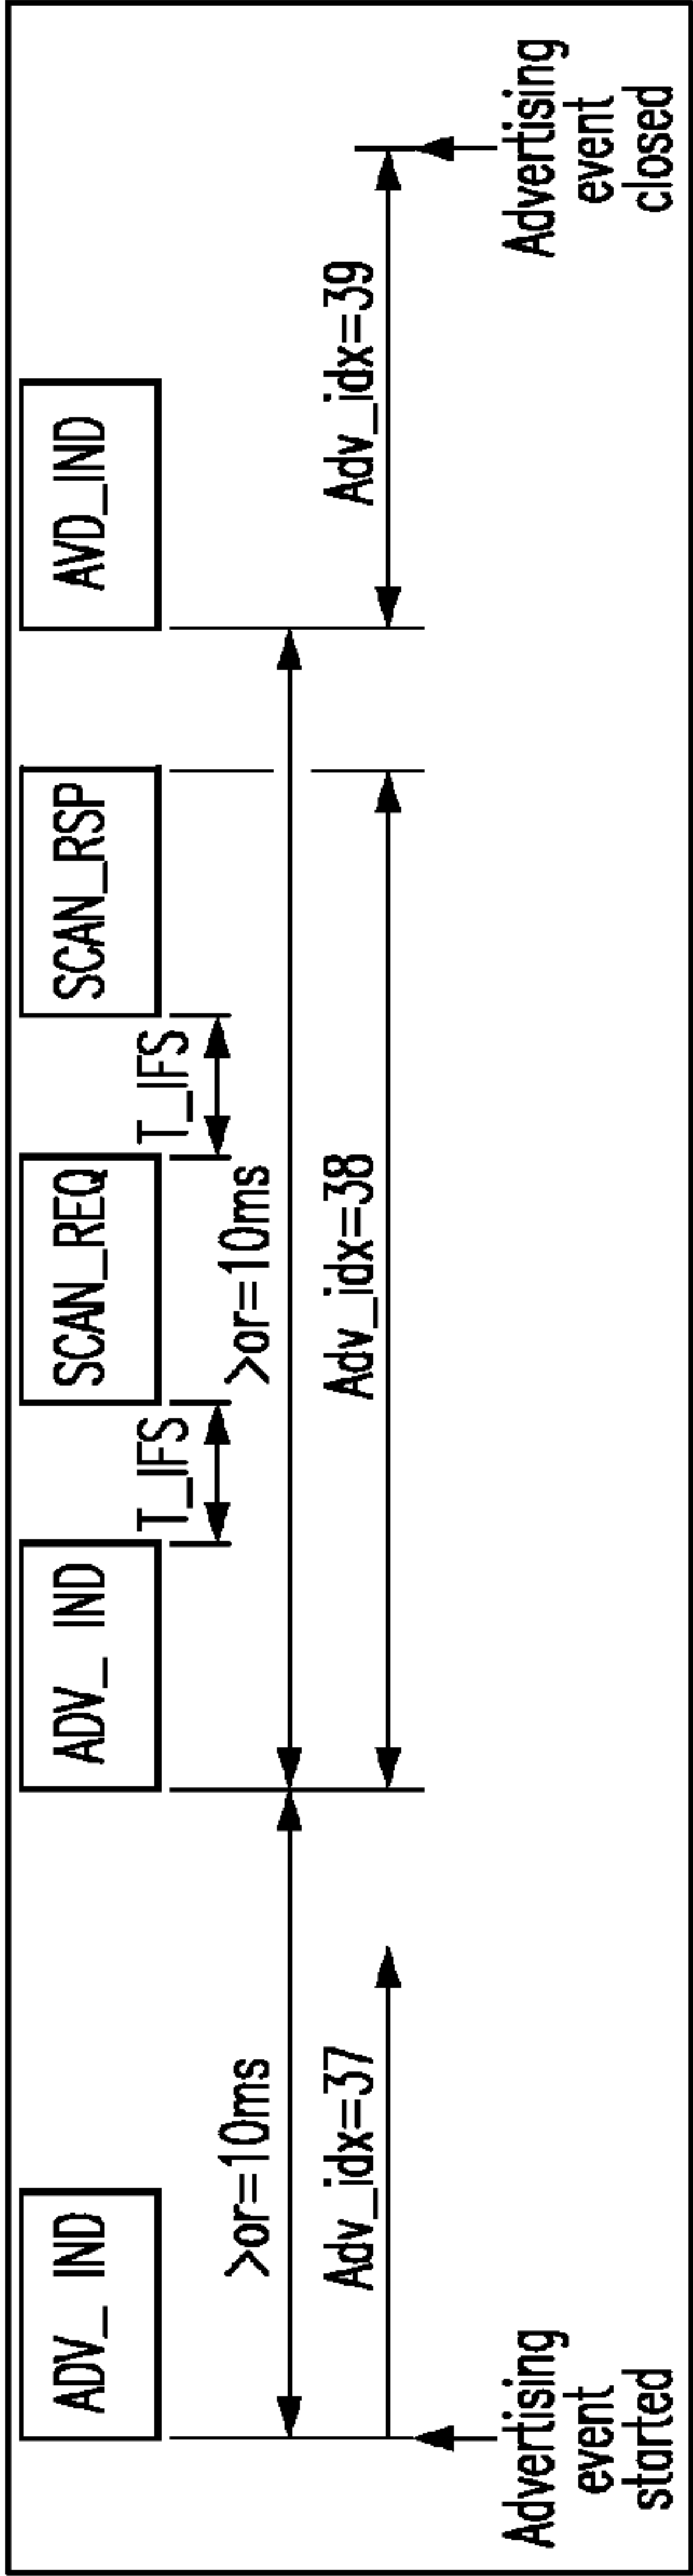 ADV_ IND
ADV_ IND
SCAN_REQ
SCAN_RSP
AVD_IND
T_IFS
T_IFS
>or=10ms
>or=10ms
Adv_idx=37
Adv_idx=38
Adv_idx=39
Advertising
event
started
Advertising
event
closed